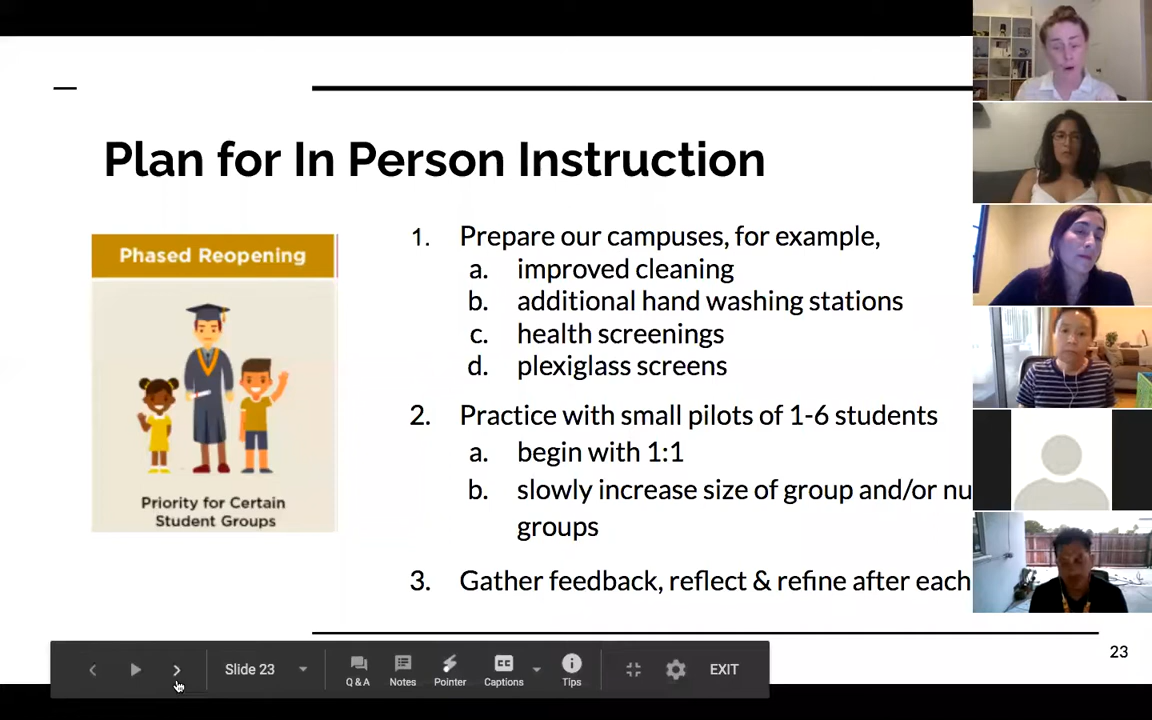 Plan for In Person Instruction
Phased Reopening
Priority for Certain
Student Groups
1. Prepare our campuses, for example,
a. improved cleaning
b. additional hand washing stations
c. health screenings
d. plexiglass screens
2. Practice with small pilots of 1-6 students
a. begin with 1:1
b. slowly increase size of group and/or nu
groups
3. Gather feedback, reflect & refine after each
23
Slide 23
Q & A
Notes
Pointer
CC
Captions
Tips
EXIT